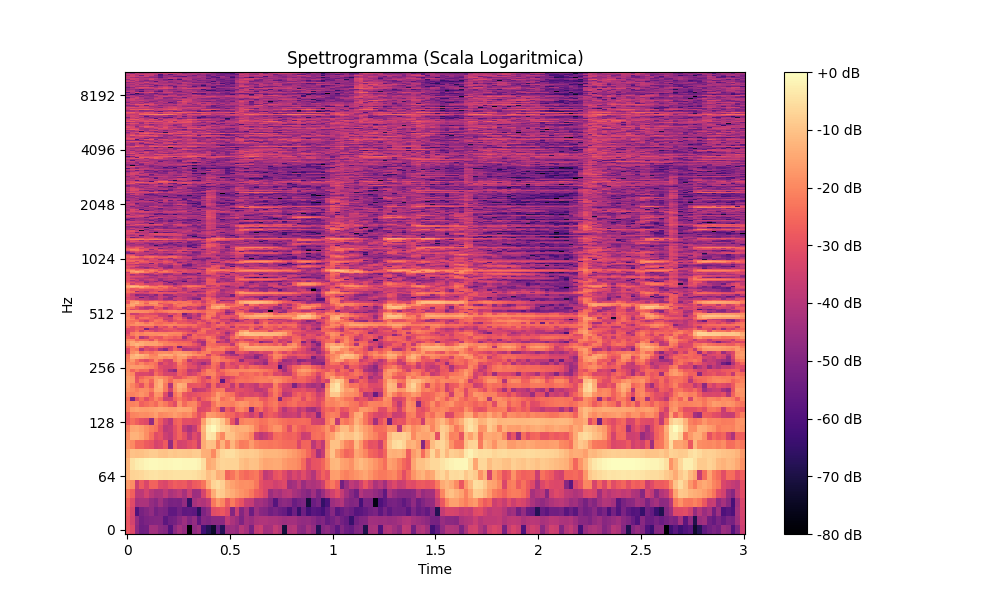 Spettrogramma (Scala Logaritmica)
Hz
8192
4096
2048
1024
512
256
128
64
0
0 0.5 1 1.5 2 2.5 3
Time
+0 dB
-10 dB
-20 dB
-30 dB
-40 dB
-50 dB
-60 dB
-70 dB
-80 dB